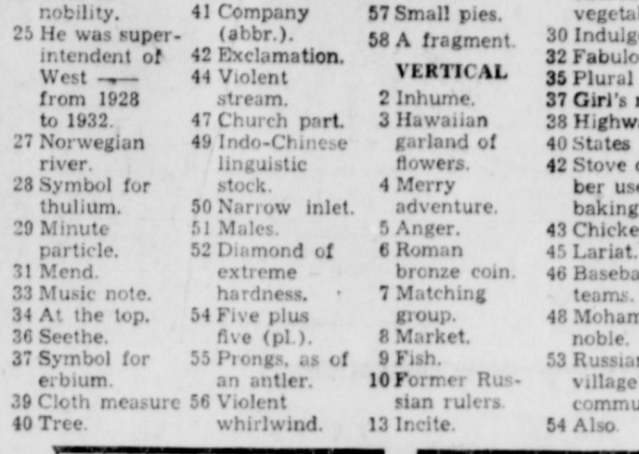 nobility.
25 He was super-
intendent of
West —
from 1928
to 1932.
27 Norwegian
river.
28 Symbol for
thulium.
29 Minute
particle.
31 Mend.
33 Music note.
34 At the top.
36 Seethe.
37 Symbol for
erbium.
39 Cloth measure
40 Tree.
41 Company
(abbr.).
42 Exclamation.
44 Violent
stream.
47 Church part.
49 Indo-Chinese
linguistic
stock.
50 Narrow inlet.
51 Males.
52 Diamond of
extreme
hardness.
54 Five plus
five (pl.).
55 Prongs, as of
an antler.
56 Violent
whirlwind.
57 Small pies.
58 A fragment.
VERTICAL
2 Inhume.
3 Hawaiian
garland of
flowers.
4 Merry
adventure.
5 Anger.
6 Roman
bronze coin.
7 Matching
group.
8 Market.
9 Fish.
10 Former Rus-
sian rulers.
13 Incite.
vegetal
30 Indulg
32 Fabulo
35 Plural
37 Girl's
38 Highw
40 States
42 Stove
ber us
baking
43 Chicke
45 Lariat.
46 Baseba
teams.
48 Moham
noble.
53 Russian
village
commu
54 Also.